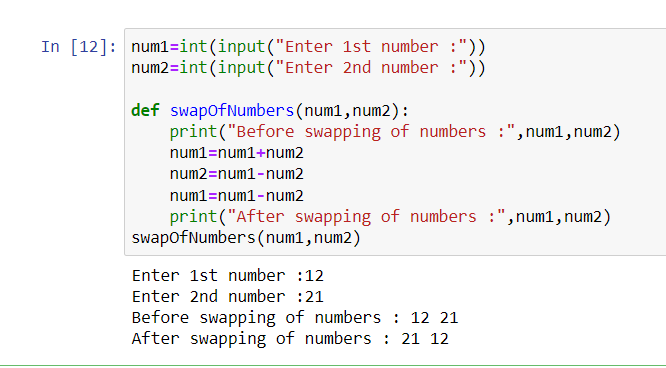 In [12]: num1=int(input("Enter 1st number :"))
num2=int(input("Enter 2nd number :"))
def swapOfNumbers(num1,num2):
    print("Before swapping of numbers :",num1,num2)
    num1=num1+num2
    num2=num1-num2
    num1=num1-num2
    print("After swapping of numbers :",num1,num2)
swapOfNumbers(num1,num2)
Enter 1st number :12
Enter 2nd number :21
Before swapping of numbers : 12 21
After swapping of numbers : 21 12